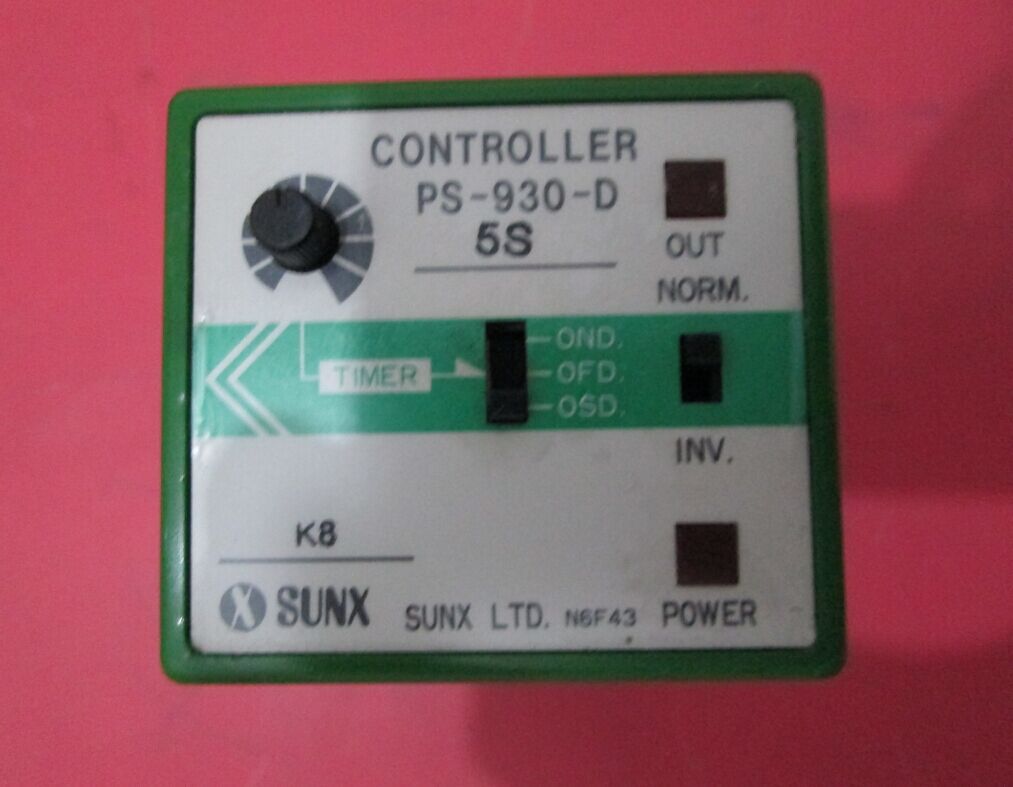 CONTROLLER
PS-930-D
5S
OUT
NORM.
TIMER
OND.
OFD.
OSD.
INV.
K8
SUNX
SUNX LTD. N6F43
POWER